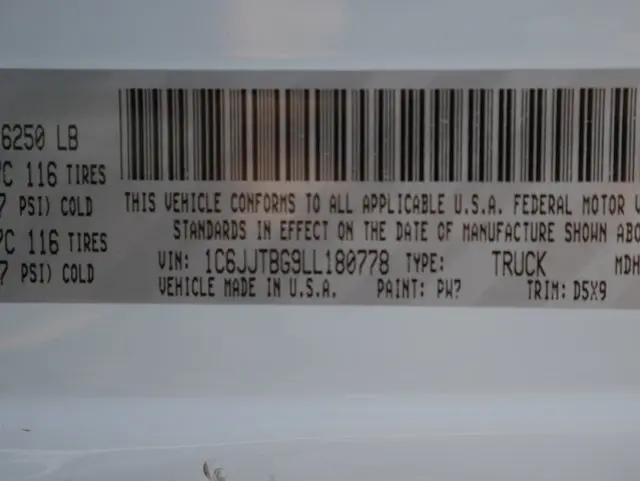 6250 LB
7C 116 TIRES
7 PSI) COLD
7C 116 TIRES
7 PSI) COLD
THIS VEHICLE CONFORMS TO ALL APPLICABLE U.S.A. FEDERAL MOTOR V
STANDARDS IN EFFECT ON THE DATE OF MANUFACTURE SHOWN ABO
VIN: 1C6JJTBG9LL180778 TYPE: TRUCK MDH
VEHICLE MADE IN U.S.A. PAINT: PW7 TRIM: D5X9